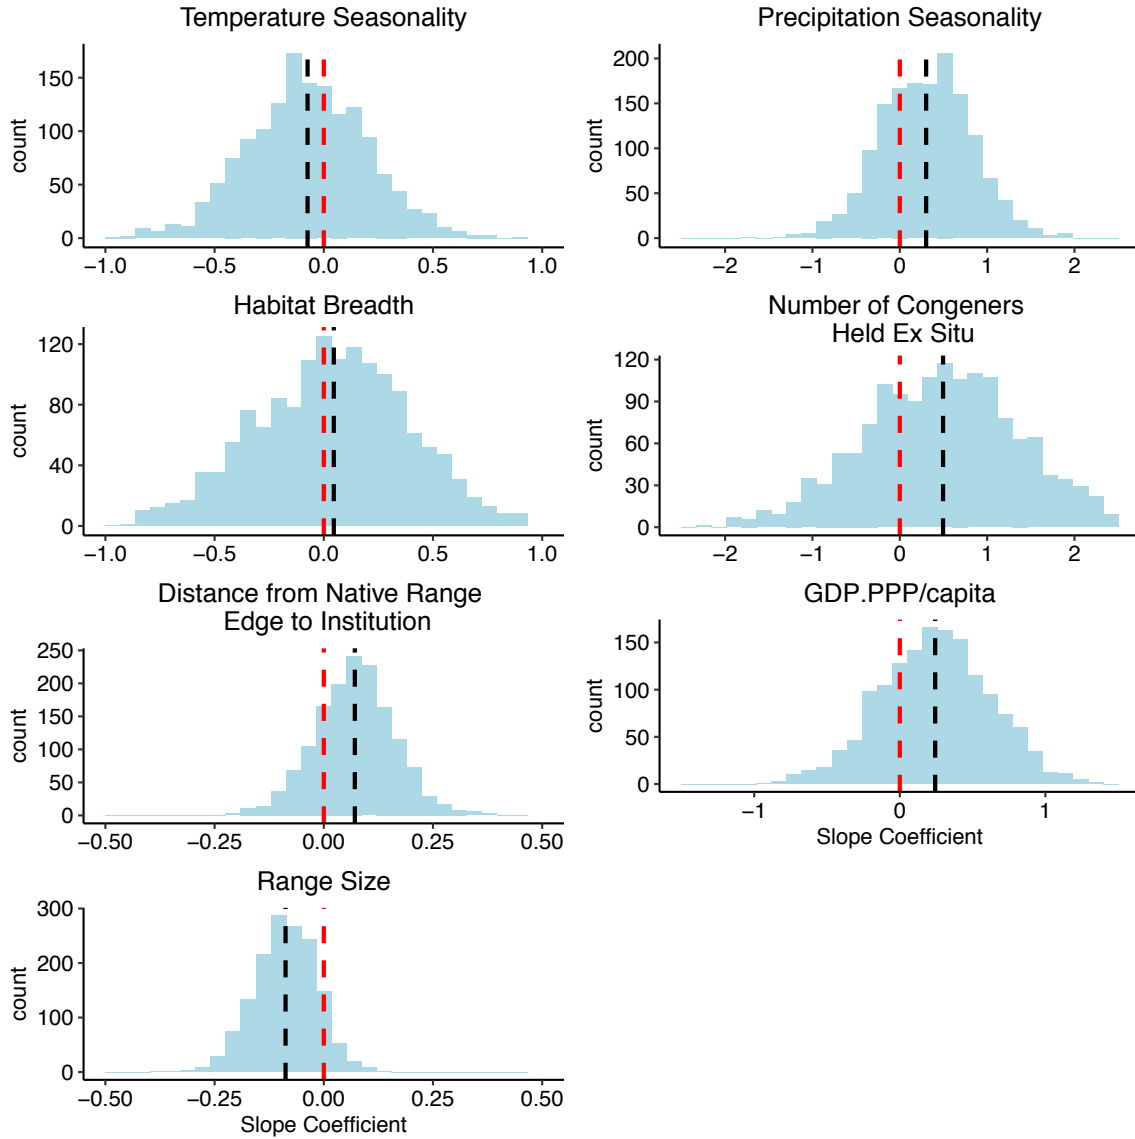 Temperature Seasonality
count
150
100
50
0
−1.0 −0.5 0.0 0.5 1.0
Precipitation Seasonality
count
200
150
100
50
0
−2 −1 0 1 2
Habitat Breadth
count
120
80
40
0
−1.0 −0.5 0.0 0.5 1.0
Number of Congeners
Held Ex Situ
count
120
90
60
30
0
−2 −1 0 1 2
Distance from Native Range
Edge to Institution
count
250
200
150
100
50
0
−0.50 −0.25 0.00 0.25 0.50
GDP.PPP/capita
count
150
100
50
0
−1 0 1
Slope Coefficient
Range Size
count
300
200
100
0
−0.50 −0.25 0.00 0.25 0.50
Slope Coefficient